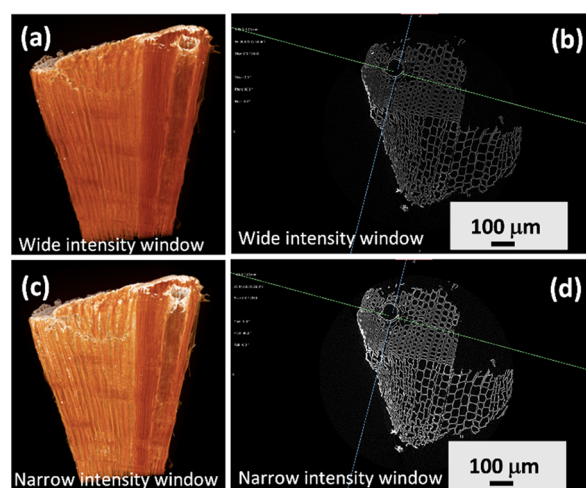 (a)
Wide intensity window
(b)
100 μm
Wide intensity window
(c)
Narrow intensity window
(d)
100 μm
Narrow intensity window